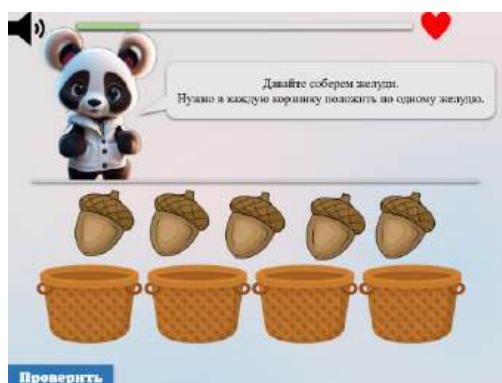 Давайте соберем желуди.
Нужно в каждую корзинку положить по одному желудю.
Проверить